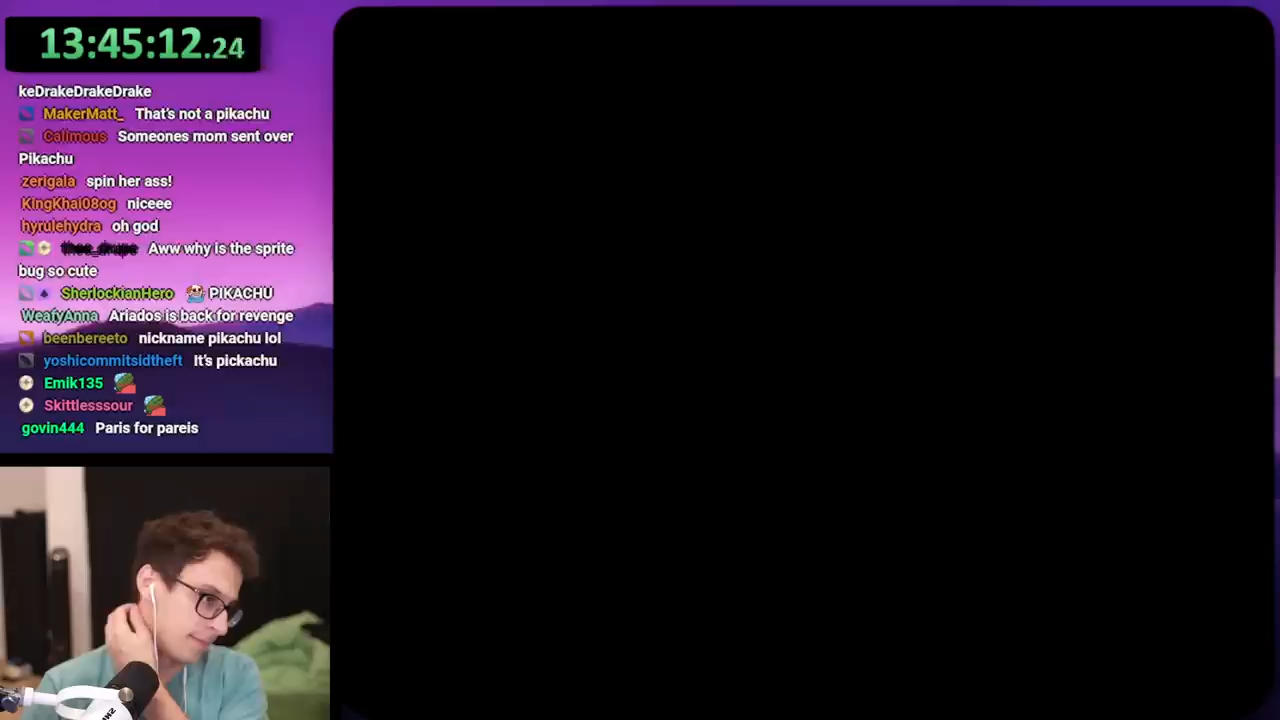 13:45:12.24
keDrakeDrakeDrake
MakerMatt_ That's not a pikachu
Calimous Someones mom sent over
Pikachu
zerigaia spin her ass!
KingKhai08og niceee
hyrulehydra oh god
Aww why is the sprite
bug so cute
SherlockianHero PIKACHU
WeafyAnna Ariados is back for revenge
beenbereeto nickname pikachu lol
yoshicommitsidtheft It's pickachu
Emik135
Skittlesssour
govin444 Paris for pareis